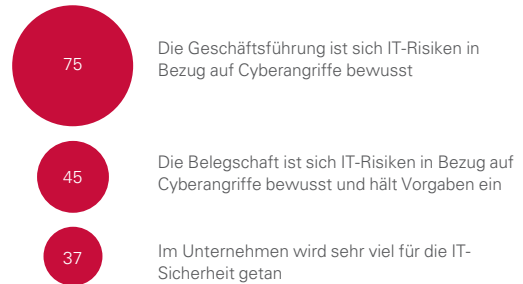 75
Die Geschäftsführung ist sich IT-Risiken in
Bezug auf Cyberangriffe bewusst
45
Die Belegschaft ist sich IT-Risiken in Bezug auf
Cyberangriffe bewusst und hält Vorgaben ein
37
Im Unternehmen wird sehr viel für die IT-
Sicherheit getan